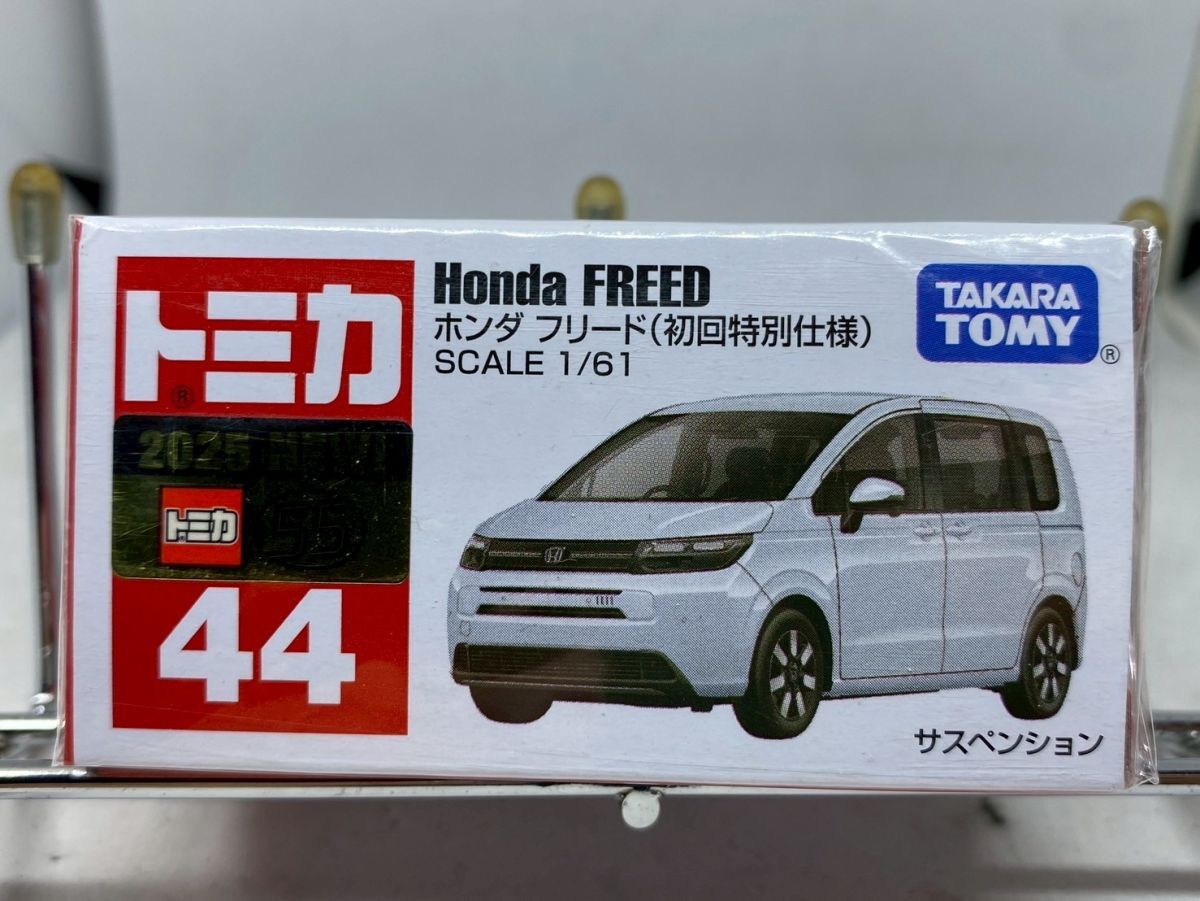 トミカ
®
2025 NEW!
トミカ
55
44
Honda FREED
ホンダ フリード(初回特別仕様)
SCALE 1/61
TAKARA
TOMY
®
サスペンション